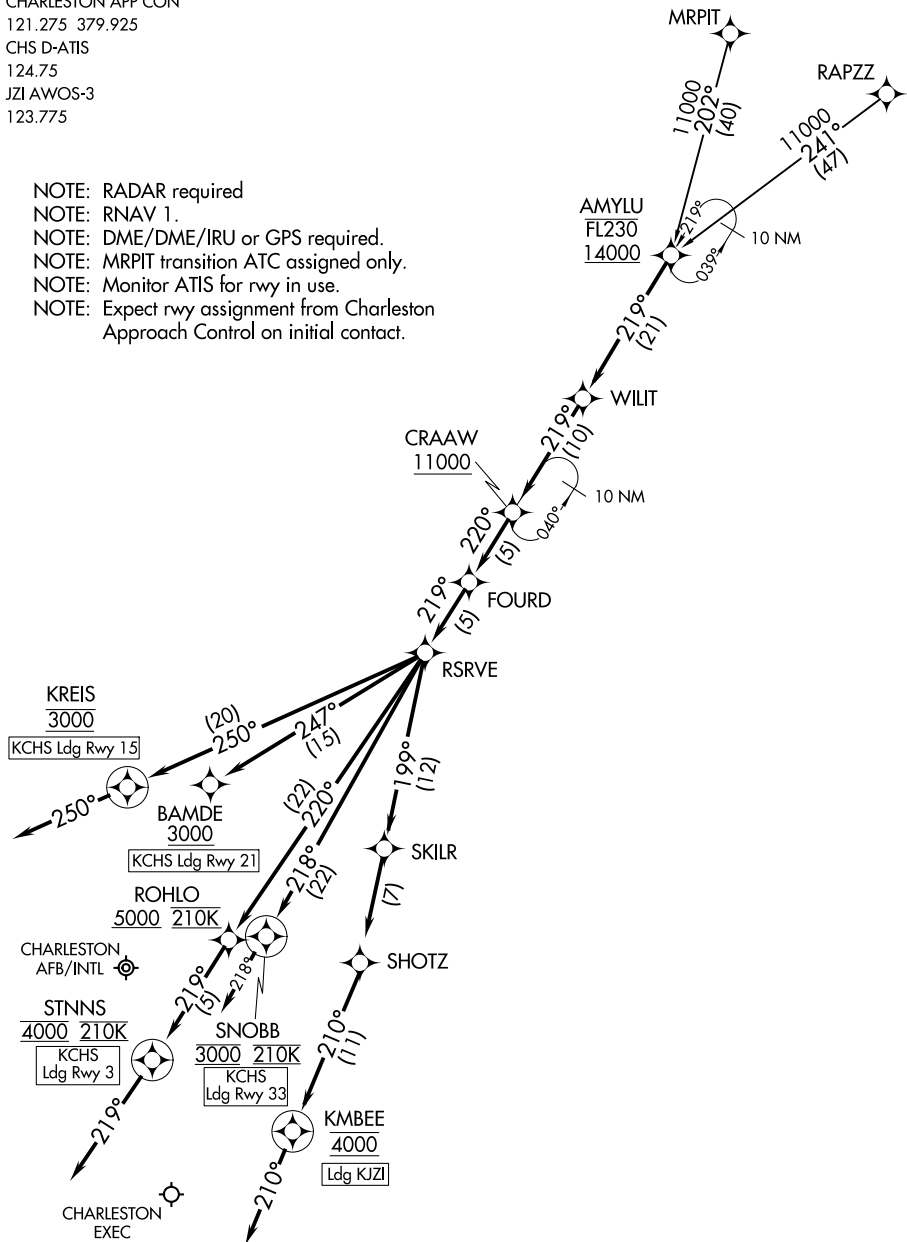 CHARLESTON APP CON
121.275 379.925
CHS D-ATIS
124.75
JZI AWOS-3
123.775
NOTE: RADAR required
NOTE: RNAV 1.
NOTE: DME/DME/IRU or GPS required.
NOTE: MRPIT transition ATC assigned only.
NOTE: Monitor ATIS for rwy in use.
NOTE: Expect rwy assignment from Charleston
Approach Control on initial contact.
MRPIT
RAPZZ
11000
202°
(40)
11000
241°
(47)
AMYLU
FL230
14000
219°
039°
10 NM
219°
(21)
WILIT
219°
(10)
CRAAW
11000
040°
10 NM
220°
(5)
FOURD
219°
(5)
RSRVE
KREIS
3000
KCHS Ldg Rwy 15
(20)
250°
250°
247°
(15)
BAMDE
3000
KCHS Ldg Rwy 21
(22)
220°
218°
(22)
199°
(12)
SKILR
(7)
SHOTZ
ROHLO
5000 210K
CHARLESTON
AFB/INTL
219°
(5)
218°
STNNS
4000 210K
KCHS
Ldg Rwy 3
219°
SNOBB
3000 210K
KCHS
Ldg Rwy 33
210°
(11)
KMBEE
4000
Ldg KJZI
210°
CHARLESTON
EXEC